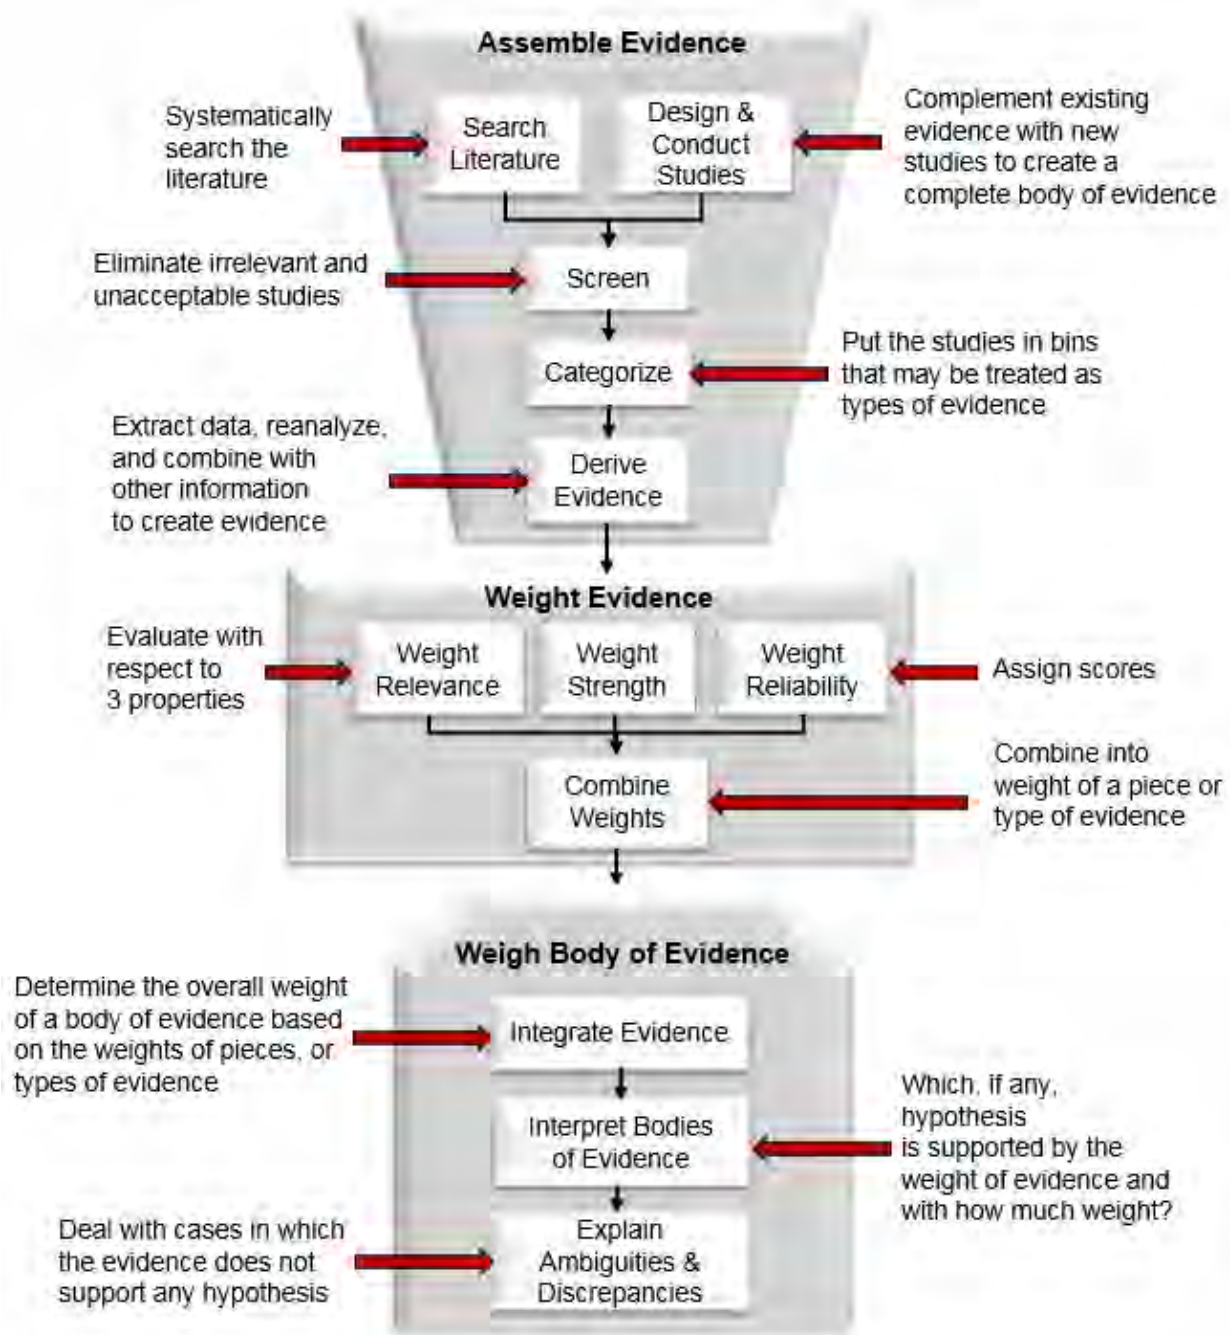 Assemble Evidence
Systematically
search the
literature
Search
Literature
Design &
Conduct
Studies
Complement existing
evidence with new
studies to create a
complete body of evidence
Eliminate irrelevant and
unacceptable studies
Screen
Categorize
Put the studies in bins
that may be treated as
types of evidence
Extract data, reanalyze,
and combine with
other information
to create evidence
Derive
Evidence
Weight Evidence
Evaluate with
respect to
3 properties
Weight
Relevance
Weight
Strength
Weight
Reliability
Assign scores
Combine
Weights
Combine into
weight of a piece or
type of evidence
Weigh Body of Evidence
Determine the overall weight
of a body of evidence based
on the weights of pieces, or
types of evidence
Integrate Evidence
Interpret Bodies
of Evidence
Which, if any,
hypothesis
is supported by the
weight of evidence and
with how much weight?
Deal with cases in which
the evidence does not
support any hypothesis
Explain
Ambiguities &
Discrepancies